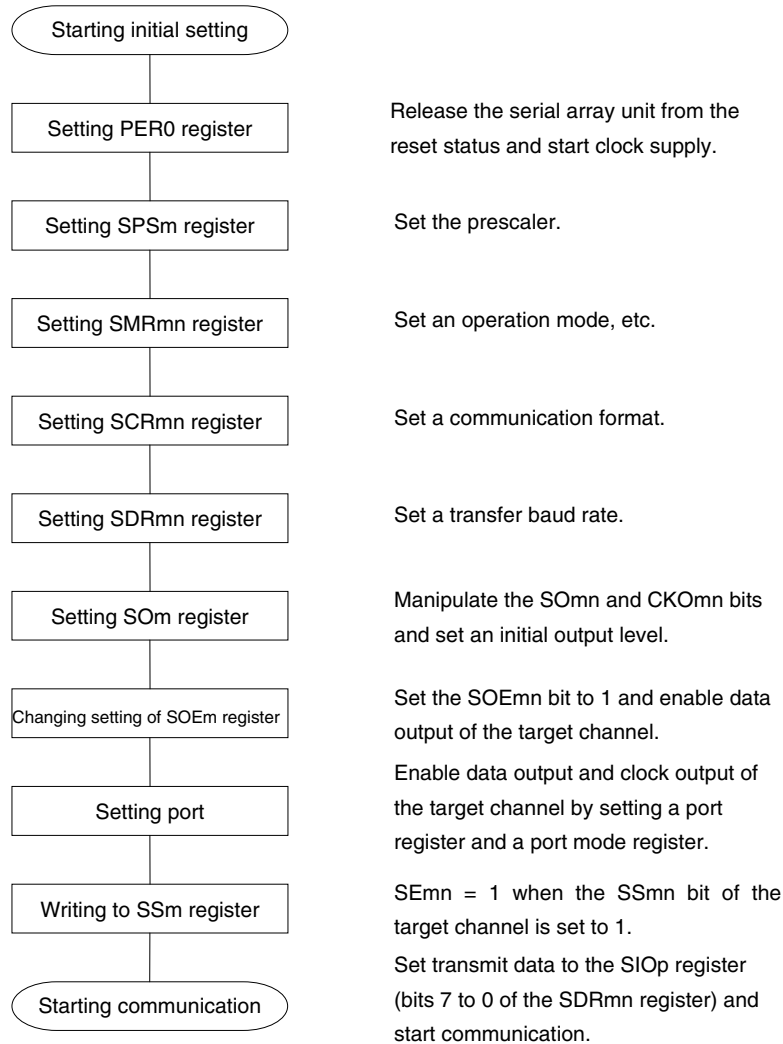 Starting initial setting
Setting PER0 register
Release the serial array unit from the
reset status and start clock supply.
Setting SPSm register
Set the prescaler.
Setting SMRmn register
Set an operation mode, etc.
Setting SCRmn register
Set a communication format.
Setting SDRmn register
Set a transfer baud rate.
Setting SOm register
Manipulate the SOmn and CKOmn bits
and set an initial output level.
Changing setting of SOEm register
Set the SOEmn bit to 1 and enable data
output of the target channel.
Setting port
Enable data output and clock output of
the target channel by setting a port
register and a port mode register.
Writing to SSm register
SEmn = 1 when the SSmn bit of the
target channel is set to 1.
Starting communication
Set transmit data to the SIOp register
(bits 7 to 0 of the SDRmn register) and
start communication.